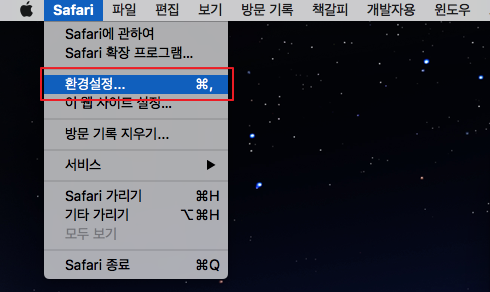 Safari 파일 편집 보기 방문 기록 책갈피 개발자용 윈도우
Safari에 관하여
Safari 확장 프로그램...
환경설정... ⌘,
이 웹 사이트 설정...
방문 기록 지우기...
서비스 ▶
Safari 가리기 ⌘H
기타 가리기 ⌥⌘H
모두 보기
Safari 종료 ⌘Q